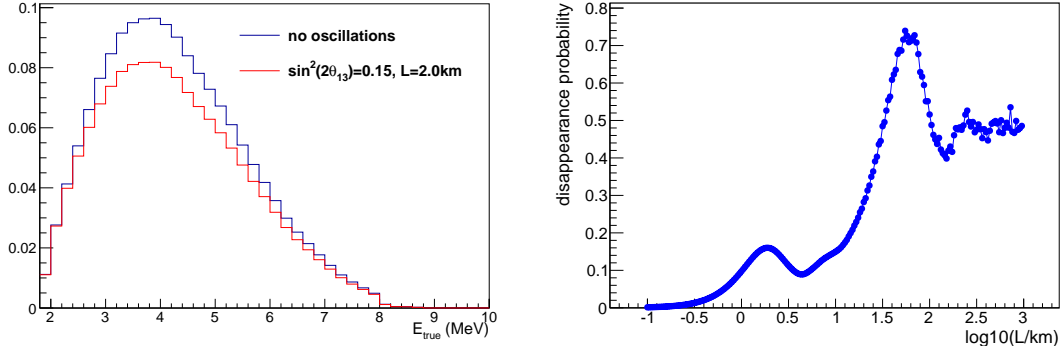 0.1
0.08
0.06
0.04
0.02
0
2 3 4 5 6 7 8 9 10
E_true (MeV)
no oscillations
sin²(2θ₁₃)=0.15, L=2.0km
disappearance probability
0.8
0.7
0.6
0.5
0.4
0.3
0.2
0.1
0
-1 -0.5 0 0.5 1 1.5 2 2.5 3
log10(L/km)